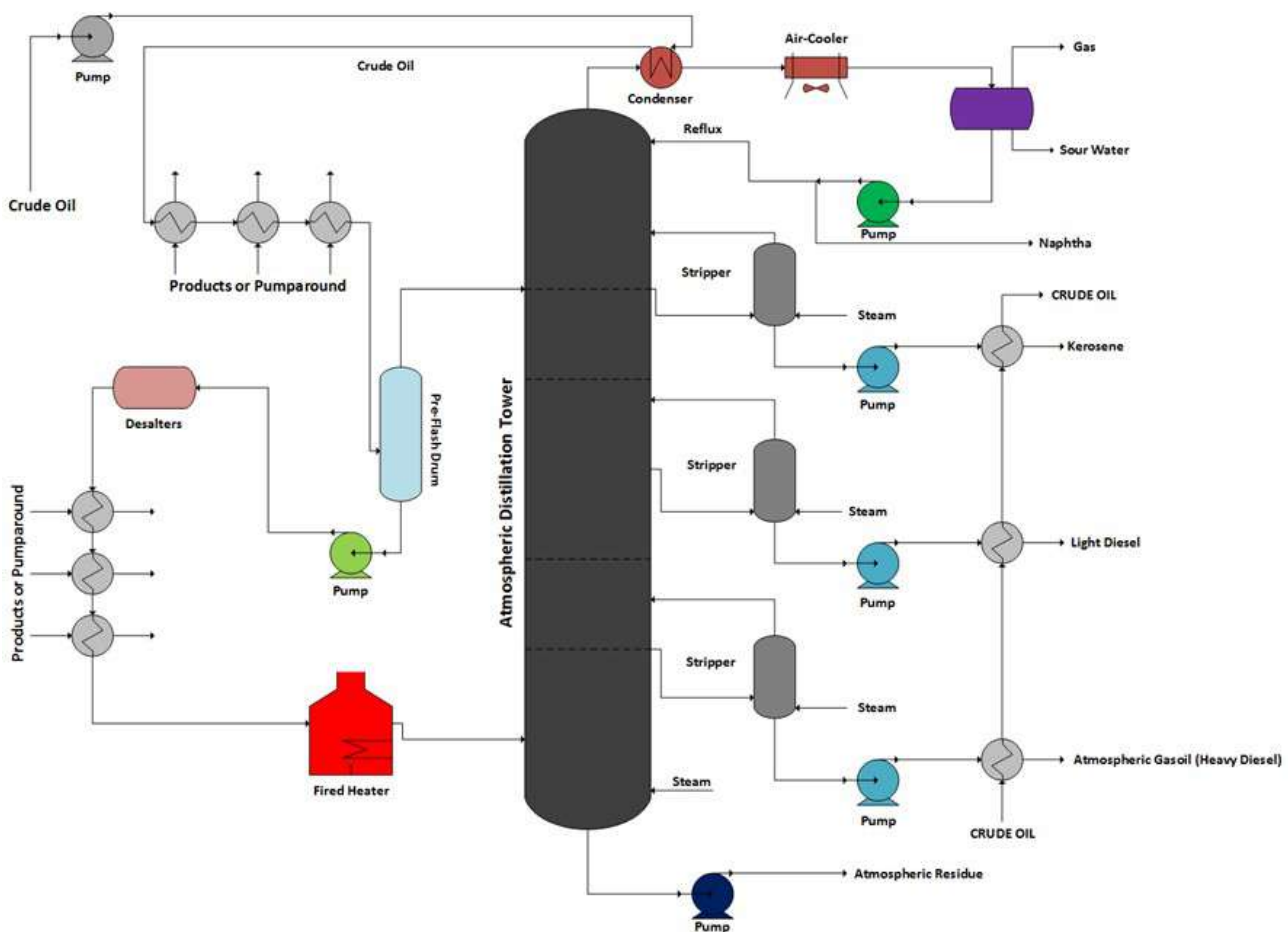 Air-Cooler
Gas
Pump
Crude Oil
Condenser
Reflux
Sour Water
Crude Oil
Pump
Naphtha
Products or Pumparound
Stripper
CRUDE OIL
Steam
Kerosene
Pump
Desalters
Pre-Flash Drum
Atmospheric Distillation Tower
Stripper
Products or Pumparound
Steam
Light Diesel
Pump
Pump
Stripper
Steam
Atmospheric Gasoil (Heavy Diesel)
Fired Heater
Steam
Pump
CRUDE OIL
Atmospheric Residue
Pump